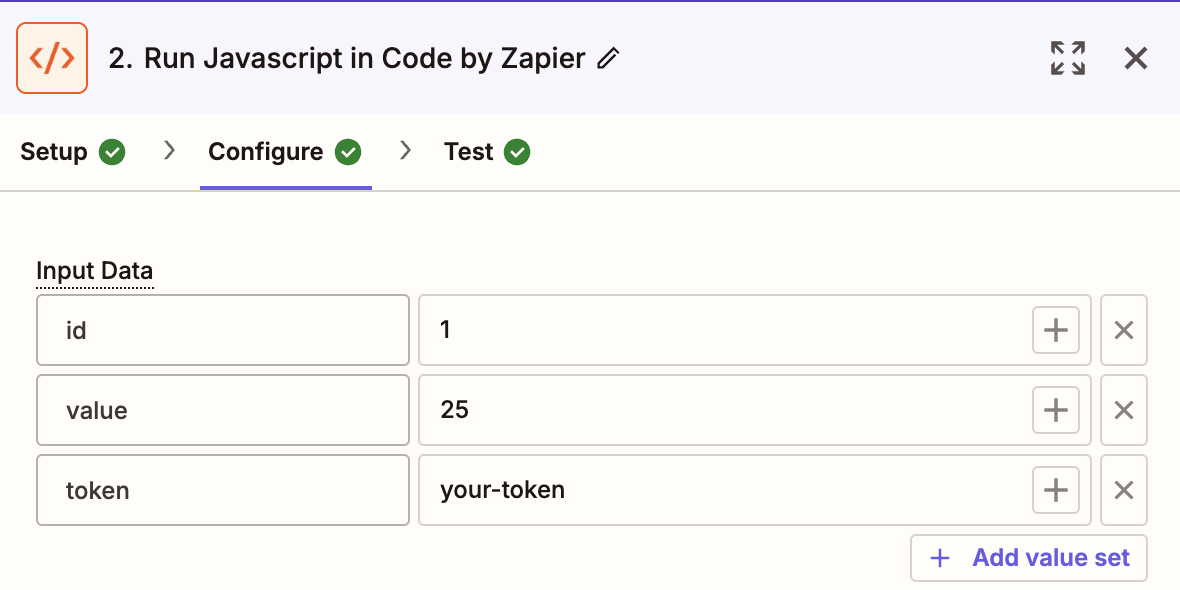 </> 2. Run Javascript in Code by Zapier
Setup > Configure > Test
Input Data
id 1
value 25
token your-token
+ Add value set